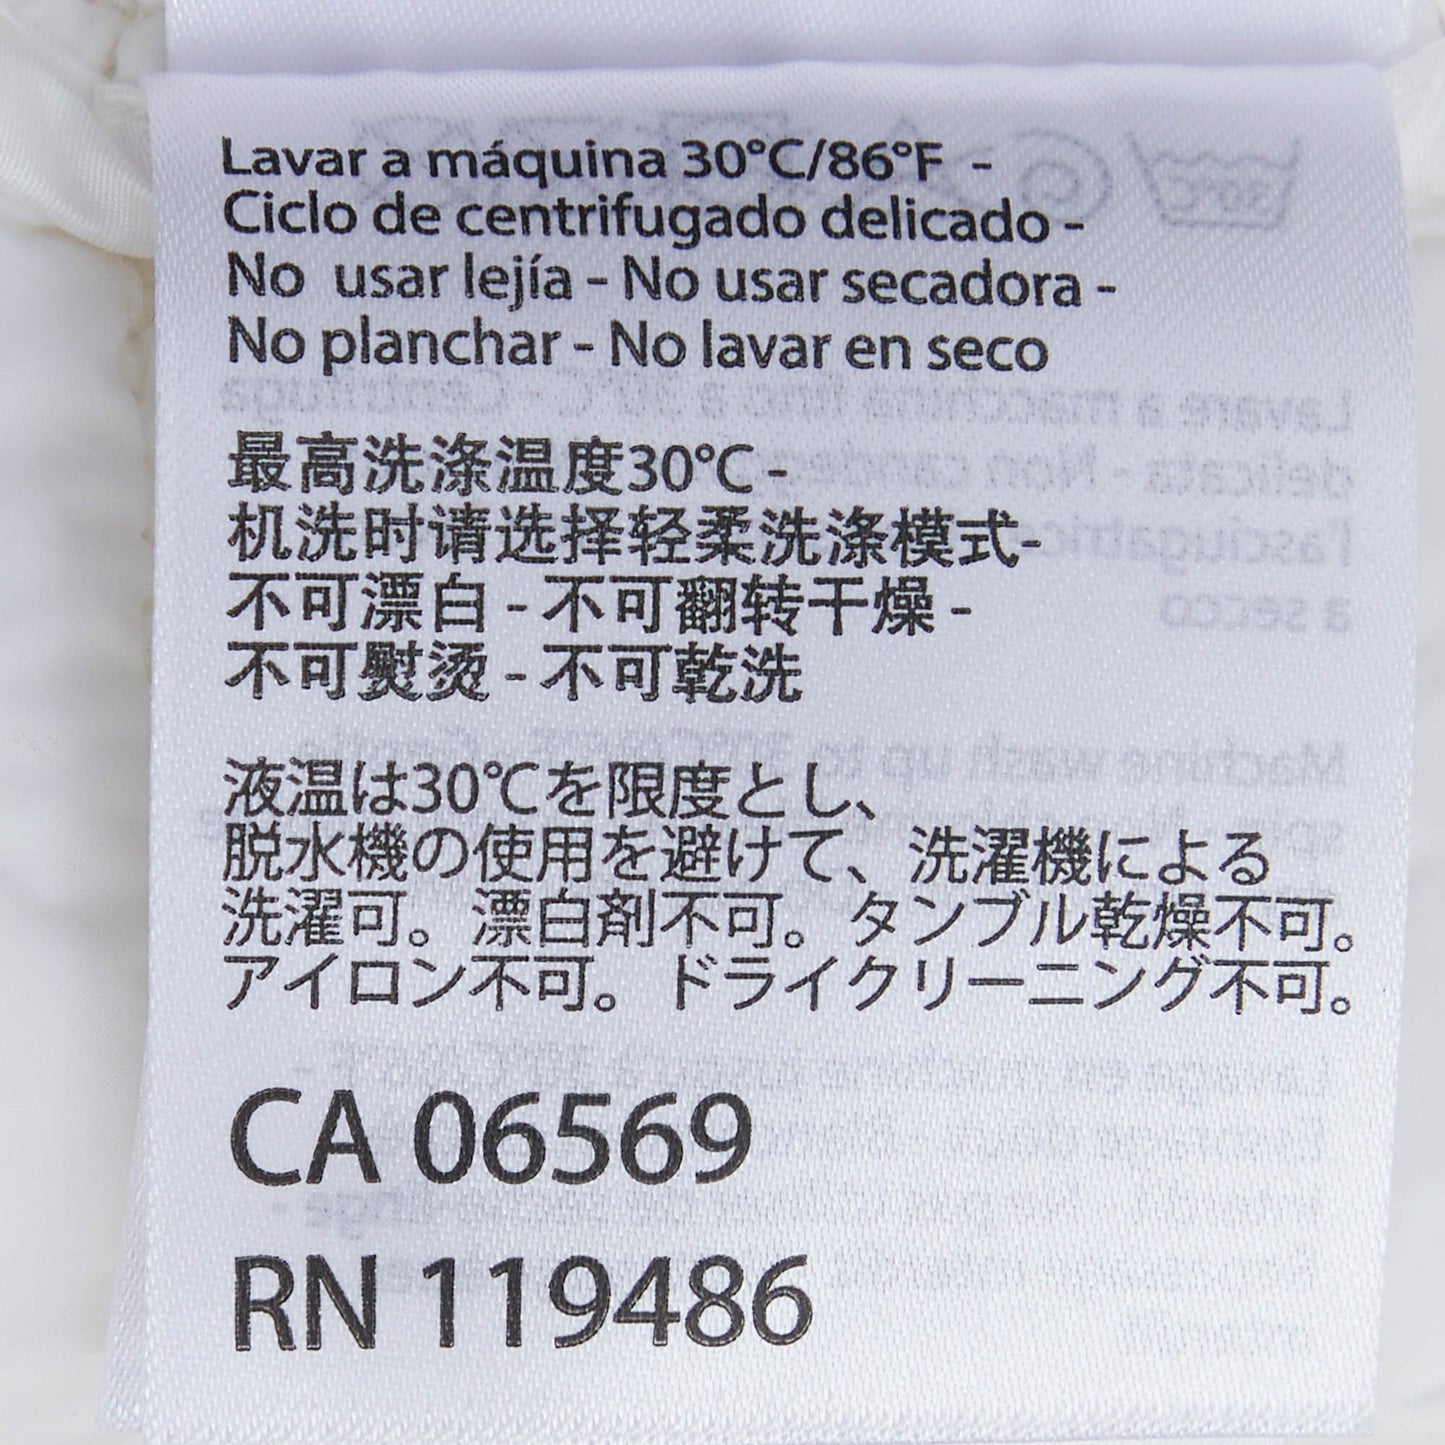 Lavar a máquina 30°C/86°F -
Ciclo de centrifugado delicado -
No usar lejía - No usar secadora -
No planchar - No lavar en seco
最高洗涤温度30℃ -
机洗时请选择轻柔洗涤模式-
不可漂白 - 不可翻转干燥 -
不可熨烫 - 不可乾洗
液温は30℃を限度とし、
脱水機の使用を避けて、洗濯機による
洗濯可。漂白剤不可。タンブル乾燥不可。
アイロン不可。ドライクリーニング不可。
CA 06569
RN 119486